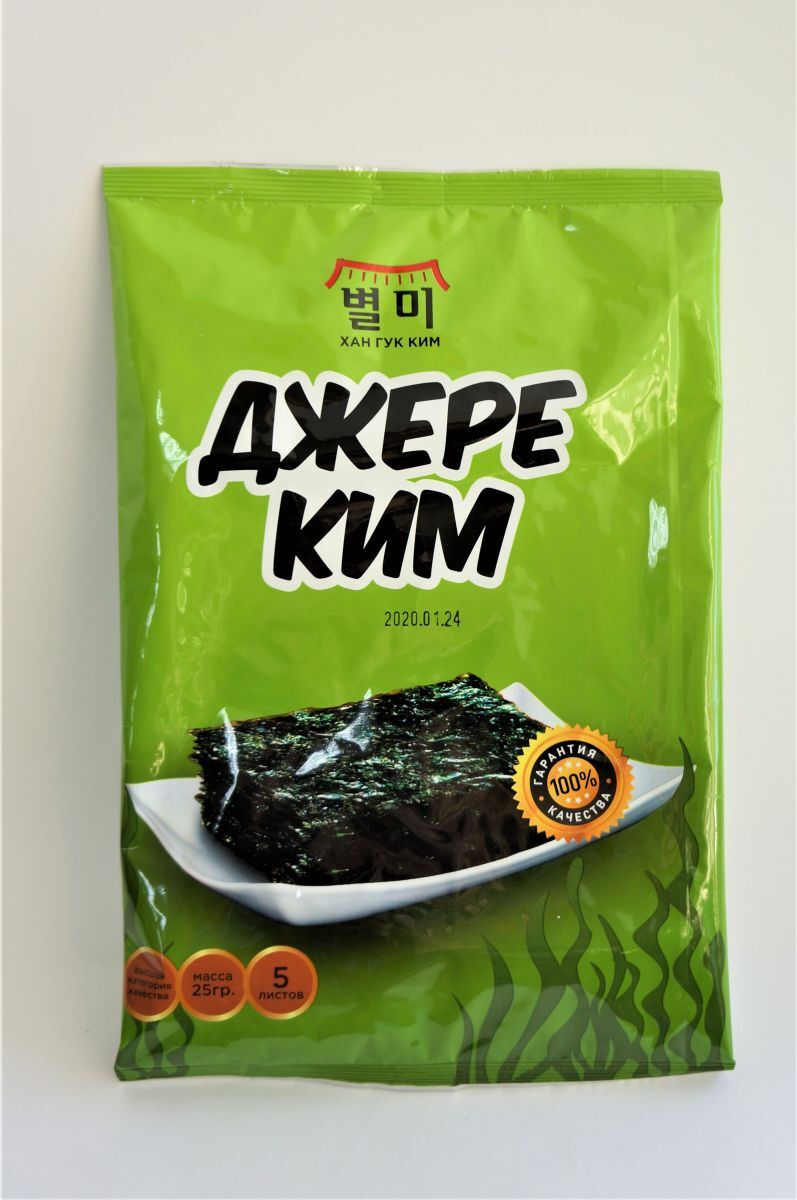 별미
ХАН ГУК КИМ
ДЖЕРЕ
КИМ
2020.01.24
ГАРАНТИЯ
100%
КАЧЕСТВА
высшая
категория
качества
масса
25гр.
5
листов